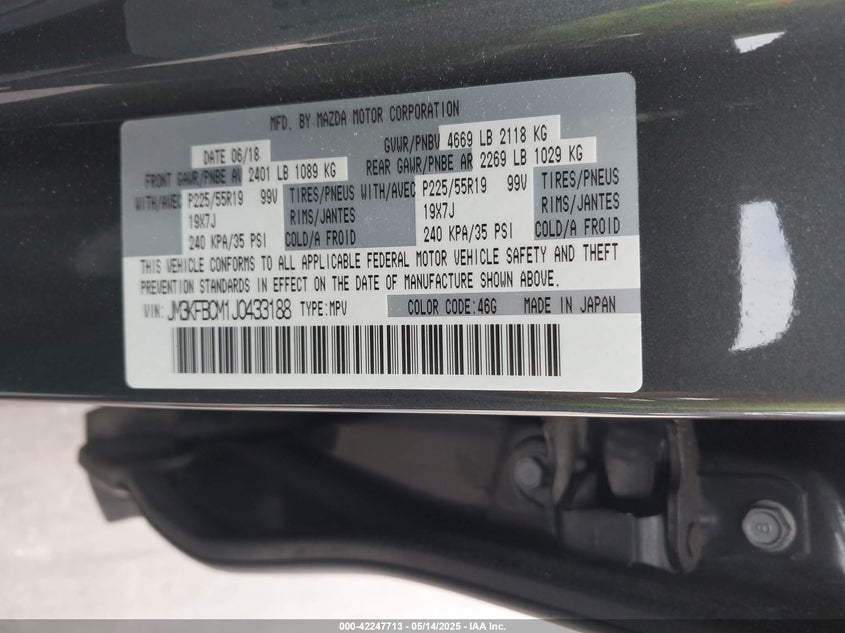 MFD. BY MAZDA MOTOR CORPORATION
DATE 06/18 GVWR/PNBV 4669 LB 2118 KG
FRONT GAWR/PNBE AV 2401 LB 1089 KG REAR GAWR/PNBE AR 2269 LB 1029 KG
WITH/AVEC P225/55R19 99V TIRES/PNEUS WITH/AVEC P225/55R19 99V TIRES/PNEUS
19X7J RIMS/JANTES 19X7J RIMS/JANTES
240 KPA/35 PSI COLD/A FROID 240 KPA/35 PSI COLD/A FROID
THIS VEHICLE CONFORMS TO ALL APPLICABLE FEDERAL MOTOR VEHICLE SAFETY AND THEFT
PREVENTION STANDARDS IN EFFECT ON THE DATE OF MANUFACTURE SHOWN ABOVE.
VIN: JM3KFBCM1J0433188 TYPE:MPV COLOR CODE:46G MADE IN JAPAN
8
000-42247713 - 05/14/2025 - IAA Inc.